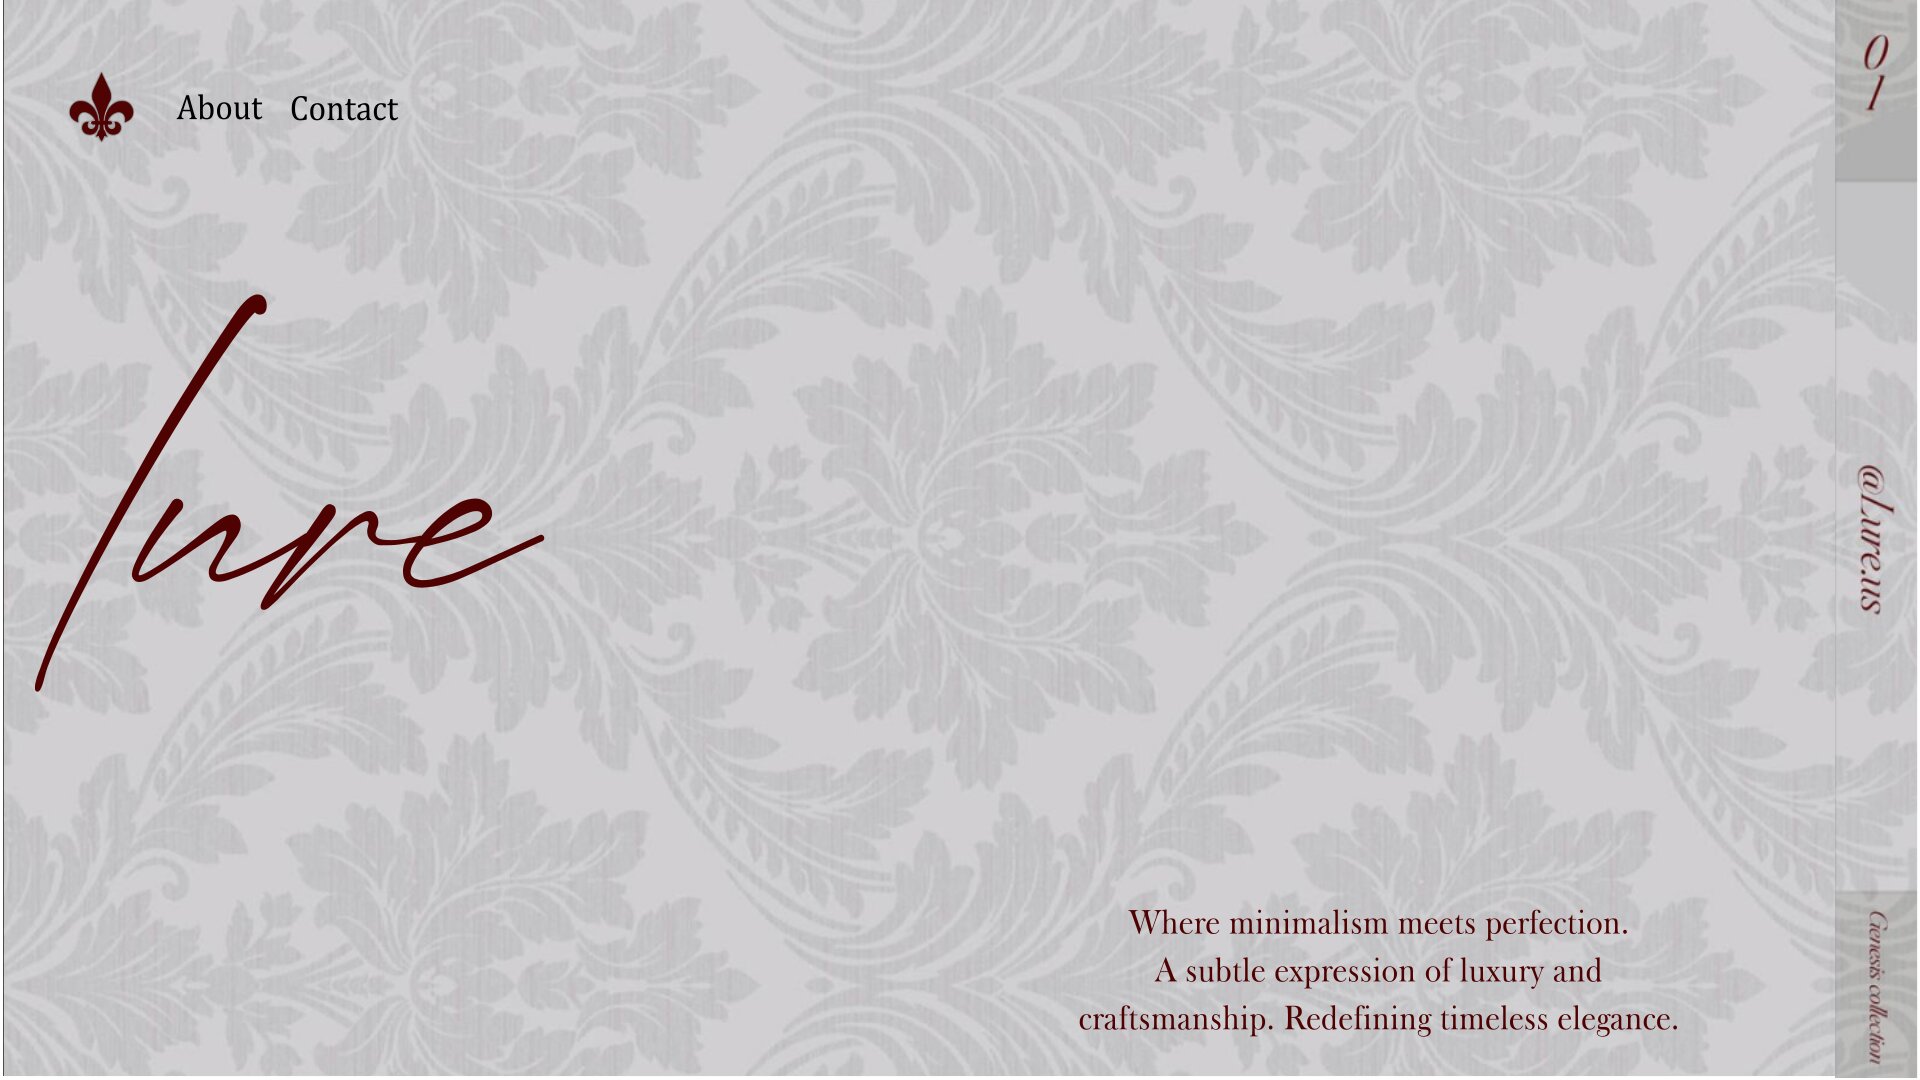 About Contact
lure
Where minimalism meets perfection.
A subtle expression of luxury and
craftsmanship. Redefining timeless elegance.
01
@Lure.us
Genesis collection